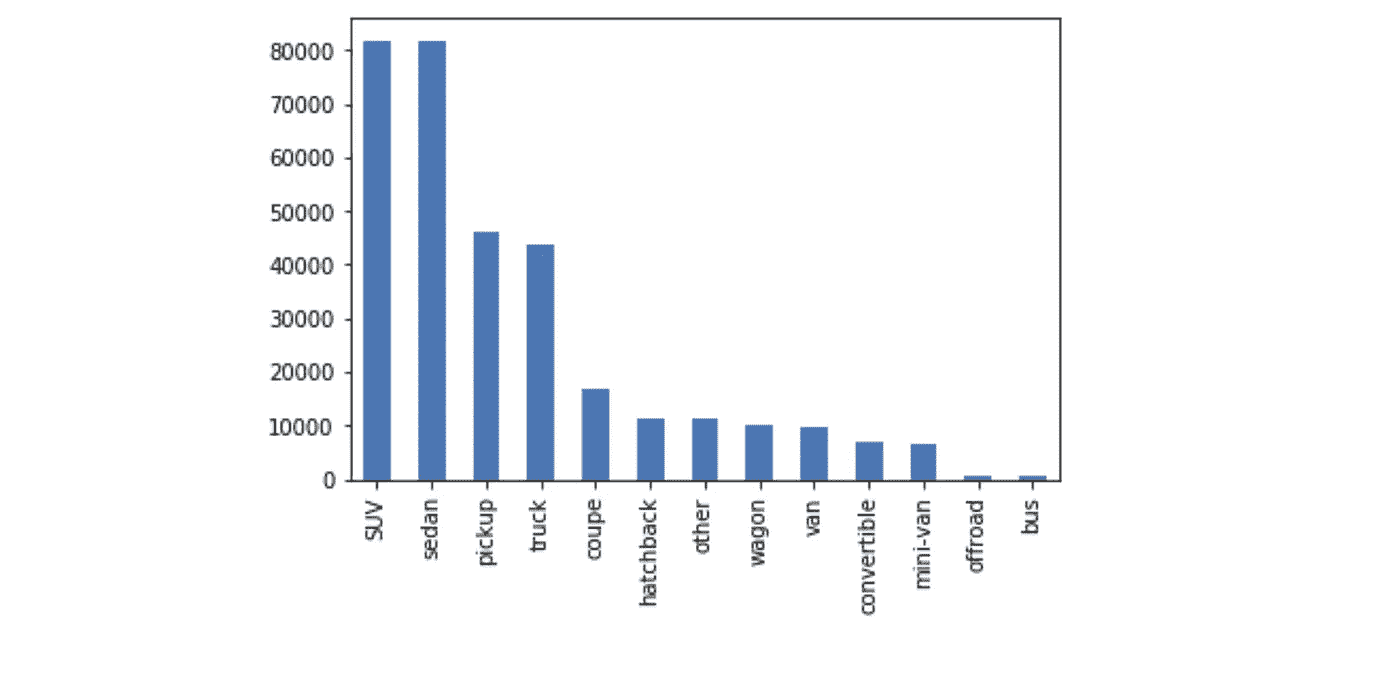 80000
70000
60000
50000
40000
30000
20000
10000
0
SUV
sedan
pickup
truck
coupe
hatchback
other
wagon
van
convertible
mini-van
offroad
bus